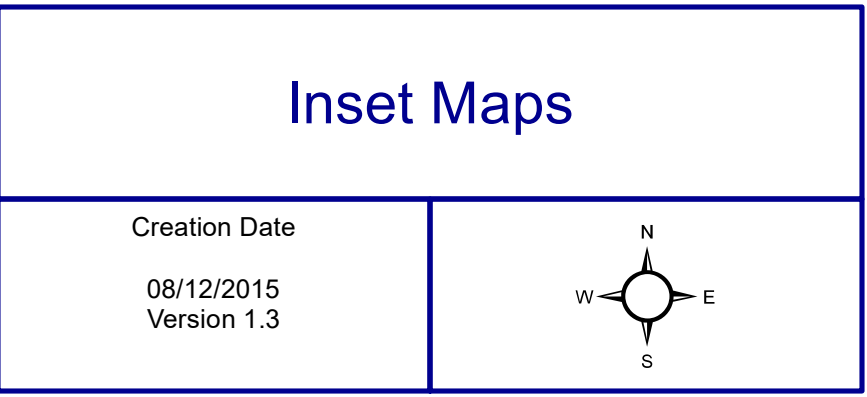 Inset Maps
Creation Date
08/12/2015
Version 1.3
N
W
E
S